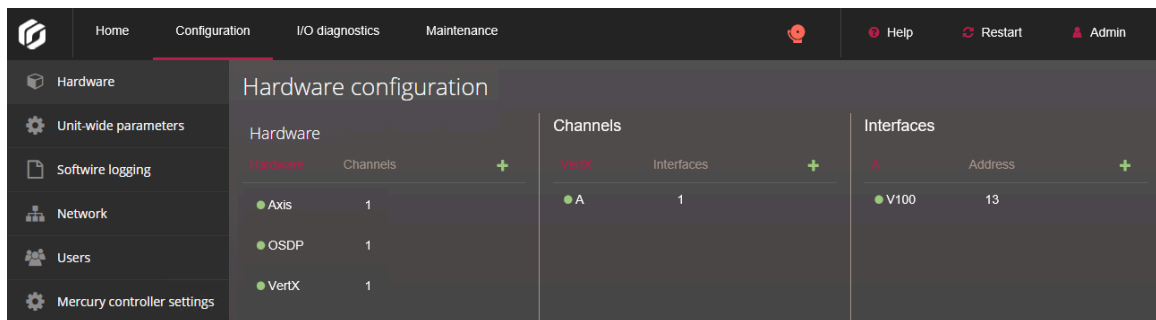 Home Configuration I/O diagnostics Maintenance Help Restart Admin
Hardware
Unit-wide parameters
Softwire logging
Network
Users
Mercury controller settings
Hardware configuration
Hardware
Hardware Channels +
Axis 1
OSDP 1
VertX 1
Channels
VertX Interfaces +
A 1
Interfaces
A Address +
V100 13